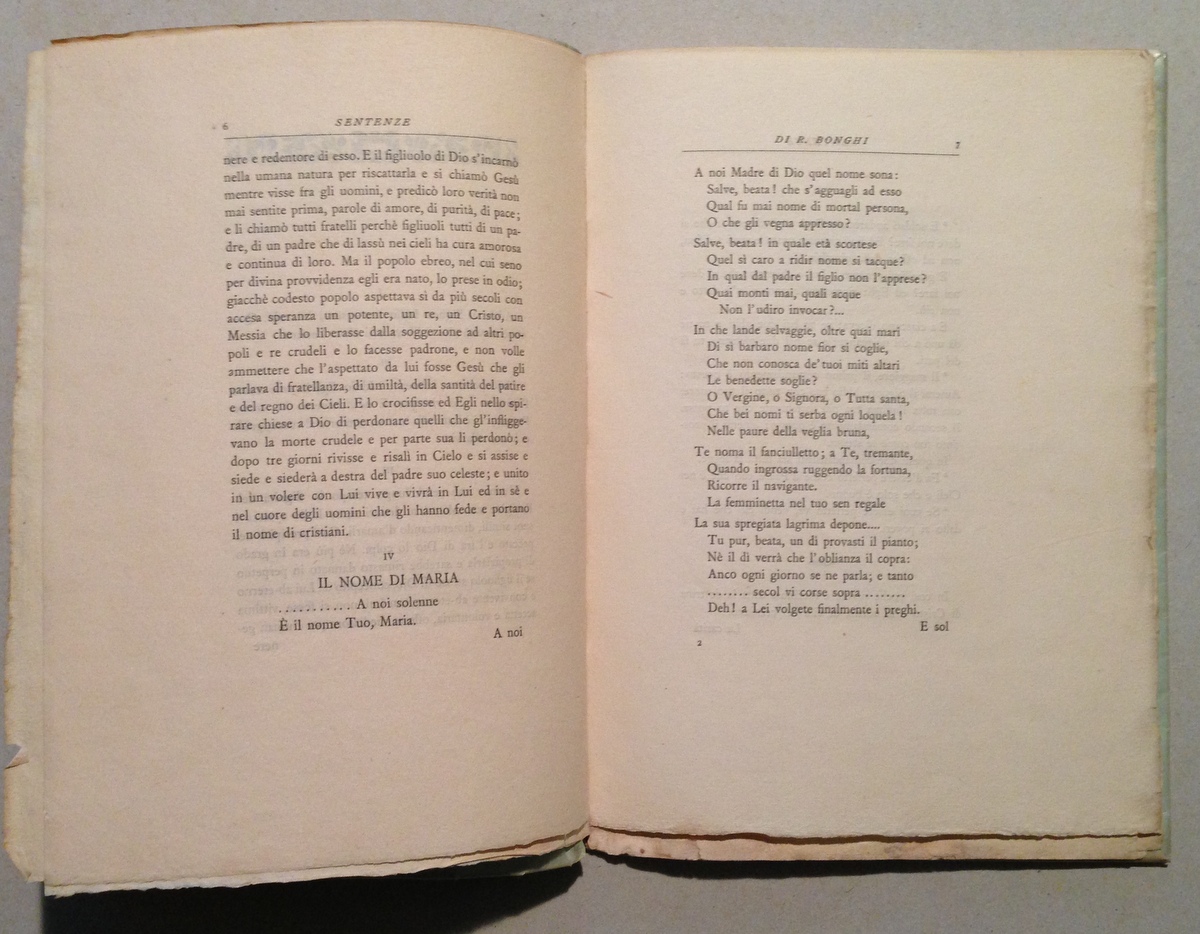 6
SENTENZE
nere e redentore di esso. E il figliuolo di Dio s'incarnò
nella umana natura per riscattarla e si chiamò Gesù
mentre visse fra gli uomini, e predicò loro verità non
mai sentite prima, parole di amore, di purità, di pace;
e li chiamò tutti fratelli perchè figliuoli tutti di un pa-
dre, di un padre che di lassù nei cieli ha cura amorosa
e continua di loro. Ma il popolo ebreo, nel cui seno
per divina provvidenza egli era nato, lo prese in odio;
giacchè codesto popolo aspettava sì da più secoli con
accesa speranza un potente, un re, un Cristo, un
Messia che lo liberasse dalla soggezione ad altri po-
poli e re crudeli e lo facesse padrone, e non volle
ammettere che l'aspettato da lui fosse Gesù che gli
parlava di fratellanza, di umiltà, della santità del patire
e del regno dei Cieli. E lo crocifisse ed Egli nello spi-
rare chiese a Dio di perdonare quelli che gl'infligge-
vano la morte crudele e per parte sua li perdonò; e
dopo tre giorni rivisse e risalì in Cielo e si assise e
siede e siederà a destra del padre suo celeste; e unito
in un volere con Lui vive e vivrà in Lui ed in sè e
nel cuore degli uomini che gli hanno fede e portano
il nome di cristiani.
IV
IL NOME DI MARIA
........... A noi solenne
È il nome Tuo, Maria.
A noi
DI R. BONGHI
7
A noi Madre di Dio quel nome sona:
Salve, beata! che s'agguagli ad esso
Qual fu mai nome di mortal persona,
O che gli vegna appresso?
Salve, beata! in quale età scortese
Quel sì caro a ridir nome si tacque?
In qual dal padre il figlio non l'apprese?
Quai monti mai, quali acque
Non l'udiro invocar?...
In che lande selvaggie, oltre quai mari
Di sì barbaro nome fior si coglie,
Che non conosca de' tuoi miti altari
Le benedette soglie?
O Vergine, o Signora, o Tutta santa,
Che bei nomi ti serba ogni loquela!
Nelle paure della veglia bruna,
Te noma il fanciulletto; a Te, tremante,
Quando ingrossa ruggendo la fortuna,
Ricorre il navigante.
La femminetta nel tuo sen regale
La sua spregiata lagrima depone....
Tu pur, beata, un dì provasti il pianto;
Nè il dì verrà che l'oblianza il copra:
Anco ogni giorno se ne parla; e tanto
........ secol vi corse sopra ........
Deh! a Lei volgete finalmente i preghi.
E sol
2